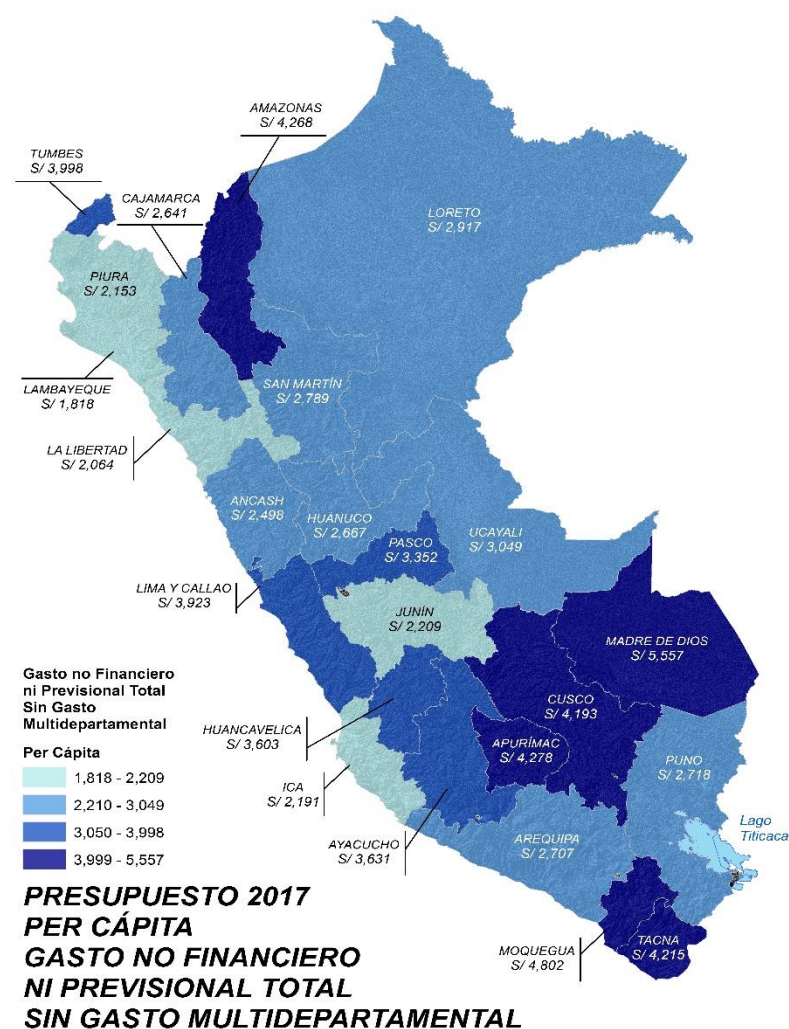 AMAZONAS
S/ 4,268
TUMBES
S/ 3,998
CAJAMARCA
S/ 2,641
LORETO
S/ 2,917
PIURA
S/ 2,153
LAMBAYEQUE
S/ 1,818
SAN MARTÍN
S/ 2,789
LA LIBERTAD
S/ 2,064
ANCASH
S/ 2,498
HUANUCO
S/ 2,667
UCAYALI
S/ 3,049
PASCO
S/ 3,352
LIMA Y CALLAO
S/ 3,923
JUNÍN
S/ 2,209
MADRE DE DIOS
S/ 5,557
CUSCO
S/ 4,193
HUANCAVELICA
S/ 3,603
APURÍMAC
S/ 4,278
PUNO
S/ 2,718
ICA
S/ 2,191
AYACUCHO
S/ 3,631
AREQUIPA
S/ 2,707
Lago
Titicaca
MOQUEGUA
S/ 4,802
TACNA
S/ 4,215
Gasto no Financiero
ni Previsional Total
Sin Gasto
Multidepartamental
Per Cápita
1,818 - 2,209
2,210 - 3,049
3,050 - 3,998
3,999 - 5,557
PRESUPUESTO 2017
PER CÁPITA
GASTO NO FINANCIERO
NI PREVISIONAL TOTAL
SIN GASTO MULTIDEPARTAMENTAL